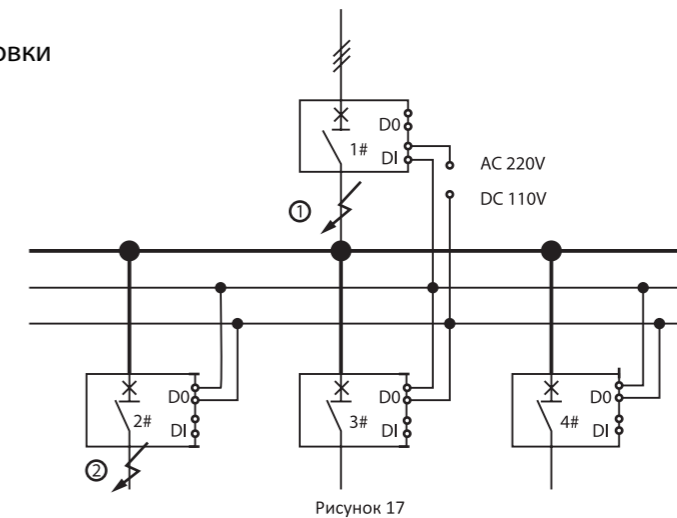 овки
D0
1#
DI
AC 220V
DC 110V
①
D0
2#
DI
D0
3#
DI
D0
4#
DI
②
Рисунок 17